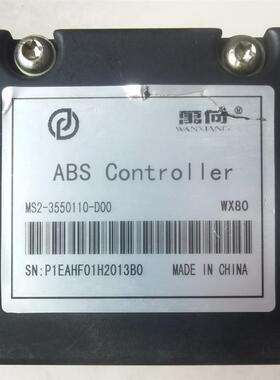 万向®
WANXIANG
ABS Controller
MS2-3550110-D00
WX80
SN:P1EAHF01H2013B0
MADE IN CHINA